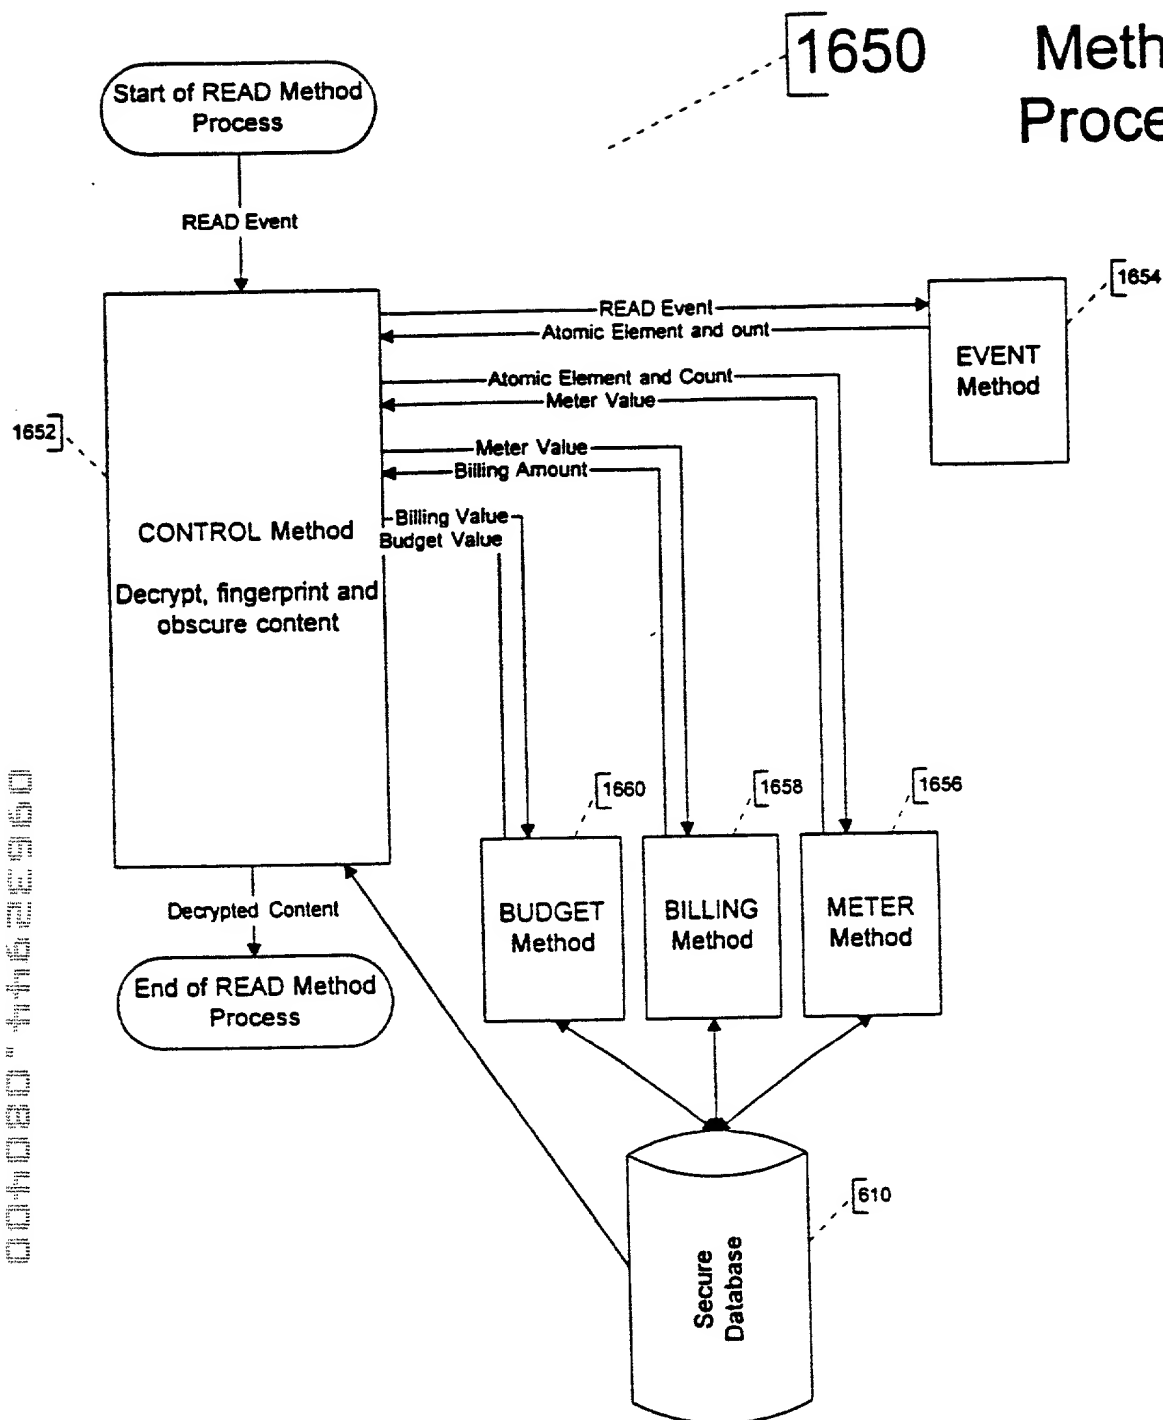 1650 Meth
Proce
Start of READ Method
Process
READ Event
READ Event
Atomic Element and ount
1654
EVENT
Method
Atomic Element and Count
Meter Value
1652
Meter Value
Billing Amount
Billing Value
Budget Value
CONTROL Method
Decrypt, fingerprint and
obscure content
1660
1658
1656
BUDGET
Method
BILLING
Method
METER
Method
Decrypted Content
End of READ Method
Process
610
Secure
Database